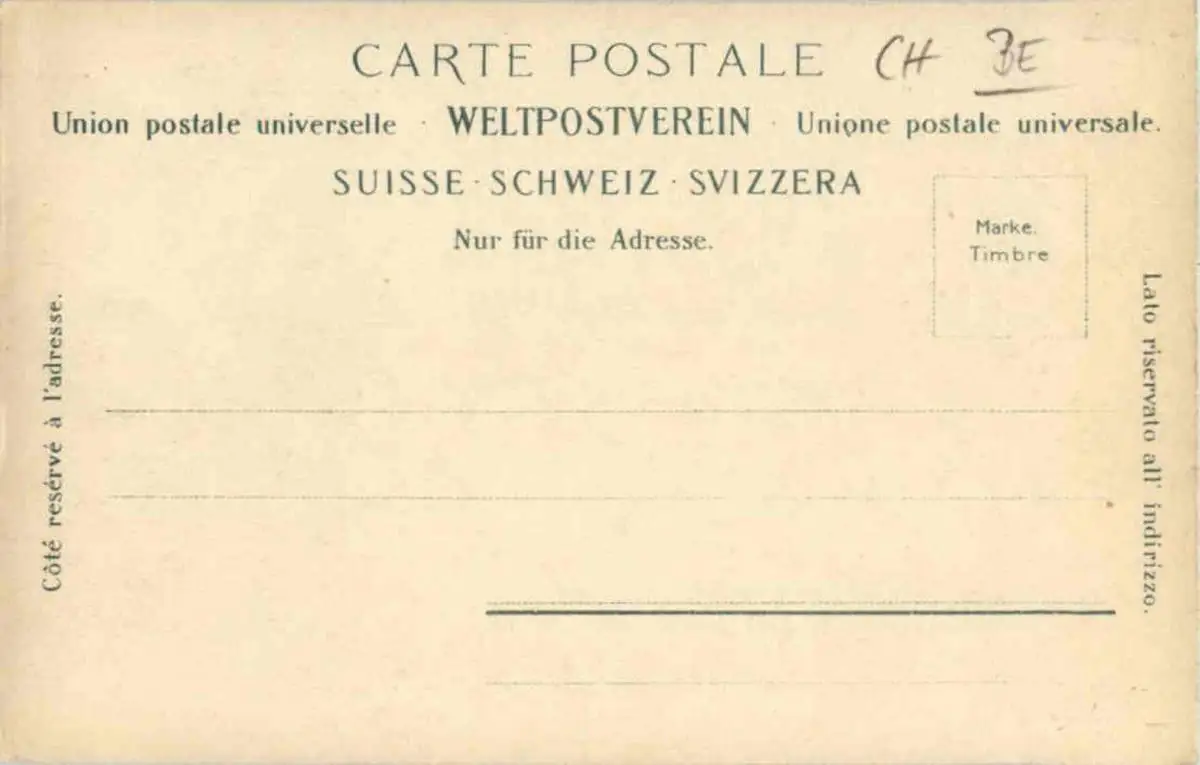 CARTE POSTALE CH BE
Union postale universelle · WELTPOSTVEREIN · Unione postale universale.
SUISSE · SCHWEIZ · SVIZZERA
Nur für die Adresse.
Marke.
Timbre
Côté resérvé à l'adresse.
Lato riservato all' indirizzo.